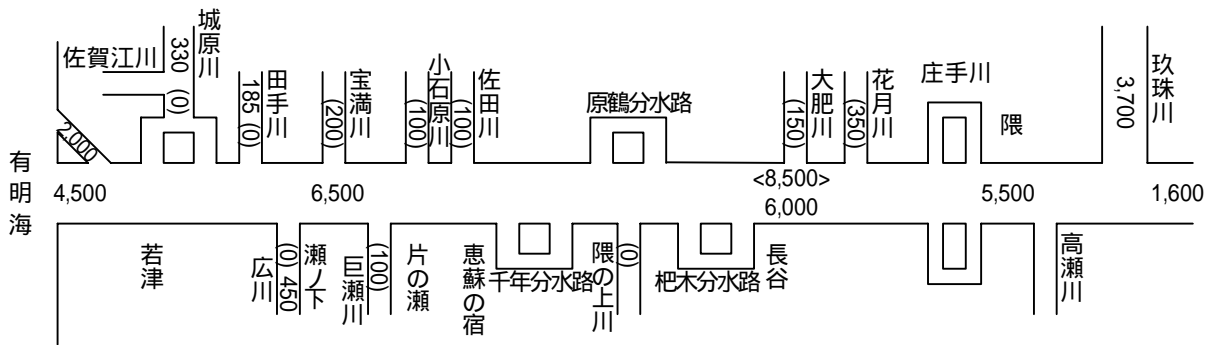 佐賀江川
330
(0)
城原川
185
(0)
田手川
(200)
宝満川
(100)
小石原川
(100)
佐田川
原鶴分水路
(150)
大肥川
(350)
花月川
庄手川
隈
3,700
玖珠川
2,000
有明海
4,500
6,500
<8,500>
6,000
5,500
1,600
若津
広川
(0)
450
瀬ノ下
巨瀬川
(100)
片の瀬
恵蘇の宿
千年分水路
隈の上川
(0)
杷木分水路
長谷
高瀬川